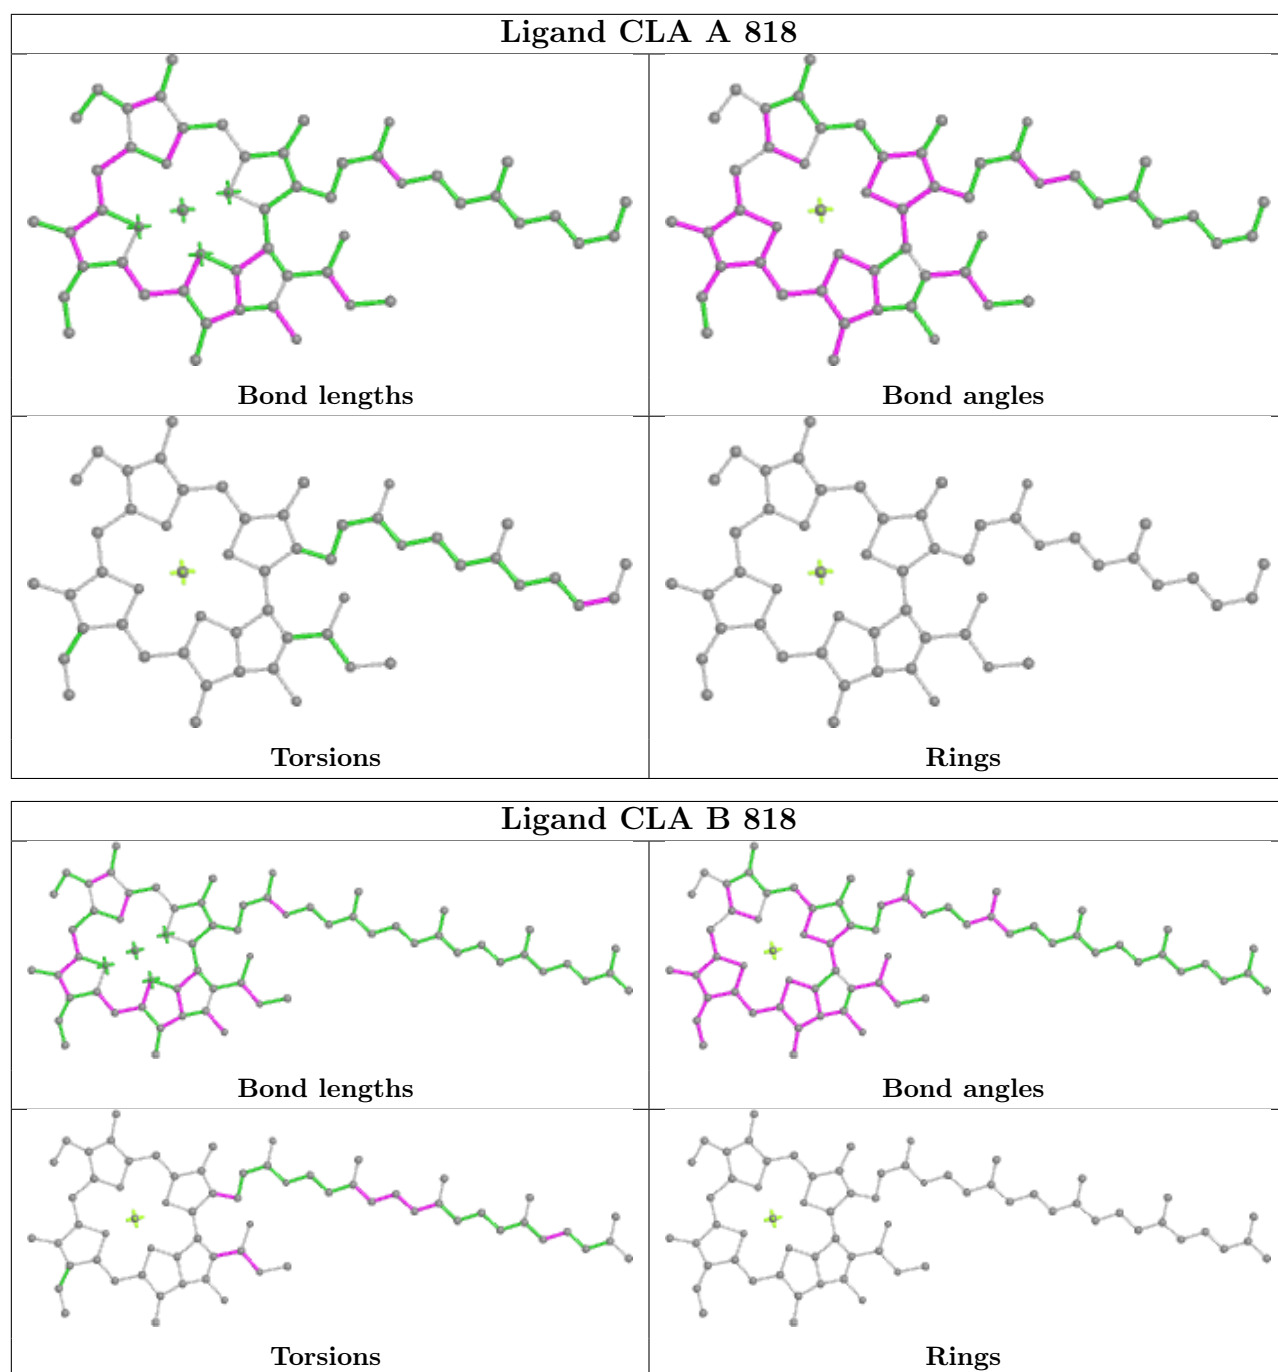 Ligand CLA A 818
Bond lengths
Bond angles
Torsions
Rings
Ligand CLA B 818
Bond lengths
Bond angles
Torsions
Rings